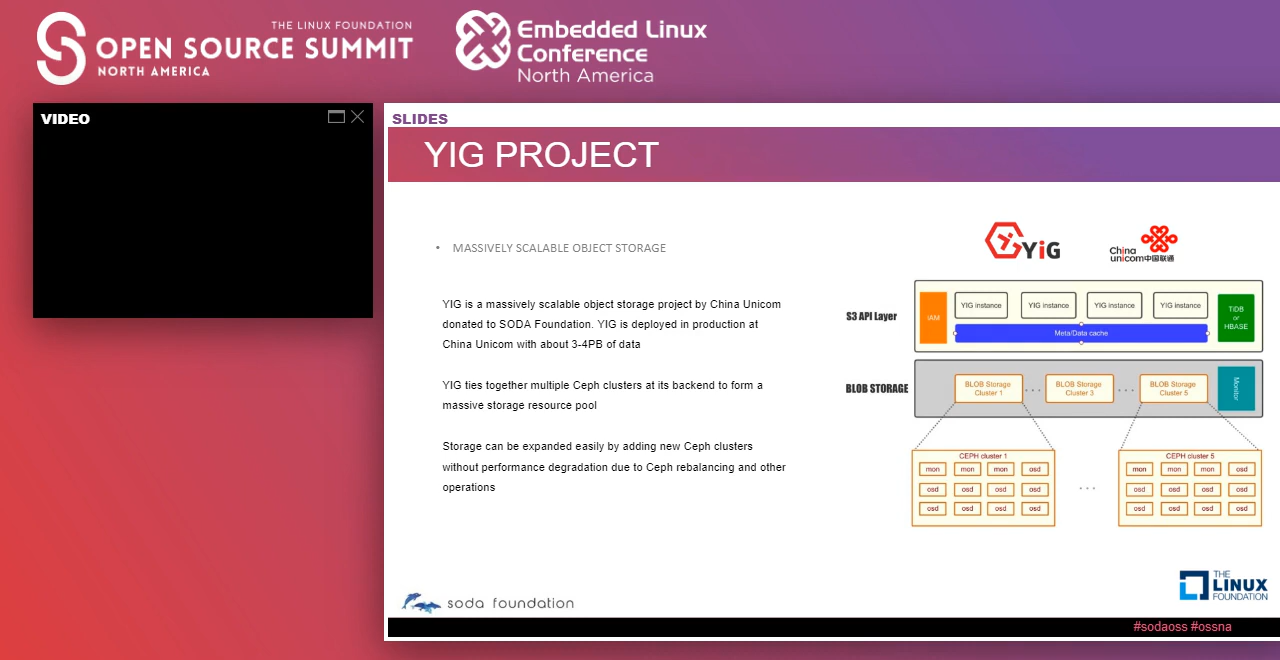 THE LINUX FOUNDATION
OPEN SOURCE SUMMIT
NORTH AMERICA
Embedded Linux
Conference
North America
VIDEO
SLIDES
YIG PROJECT
• MASSIVELY SCALABLE OBJECT STORAGE
YIG is a massively scalable object storage project by China Unicom
donated to SODA Foundation. YIG is deployed in production at
China Unicom with about 3-4PB of data
YIG ties together multiple Ceph clusters at its backend to form a
massive storage resource pool
Storage can be expanded easily by adding new Ceph clusters
without performance degradation due to Ceph rebalancing and other
operations
YiG
China
unicom中国联通
S3 API Layer
IAM
YIG instance YIG instance YIG instance YIG instance
Meta/Data cache
TiDB
or
HBASE
BLOB STORAGE
BLOB Storage
Cluster 1
...
BLOB Storage
Cluster 3
...
BLOB Storage
Cluster 5
Monitor
CEPH cluster 1
mon mon mon osd
osd osd osd osd
osd osd osd osd
...
CEPH cluster 5
mon mon mon osd
osd osd osd osd
osd osd osd osd
soda foundation
THE
LINUX
FOUNDATION
#sodaoss #ossna